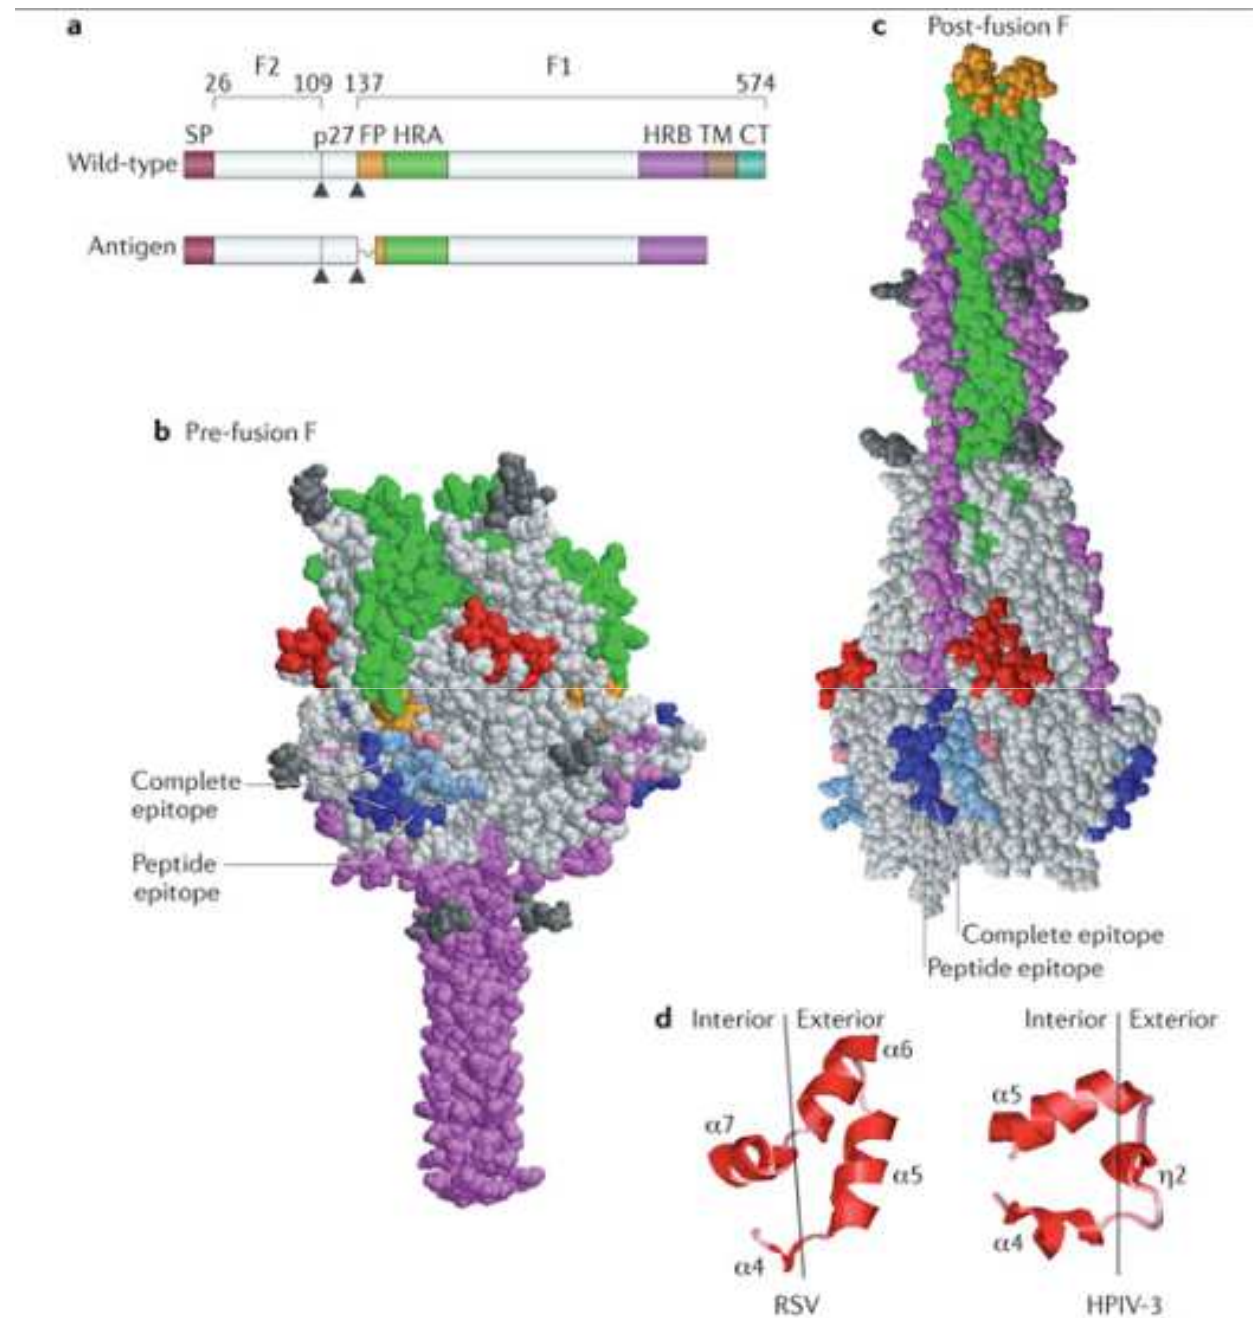 a
F2 F1
26 109 137 574
SP p27 FP HRA HRB TM CT
Wild-type
Antigen
b Pre-fusion F
Complete
epitope
Peptide
epitope
c Post-fusion F
Complete epitope
Peptide epitope
d Interior Exterior Interior Exterior
α6
α5
α7
α5
η2
α4
α4
RSV HPIV-3